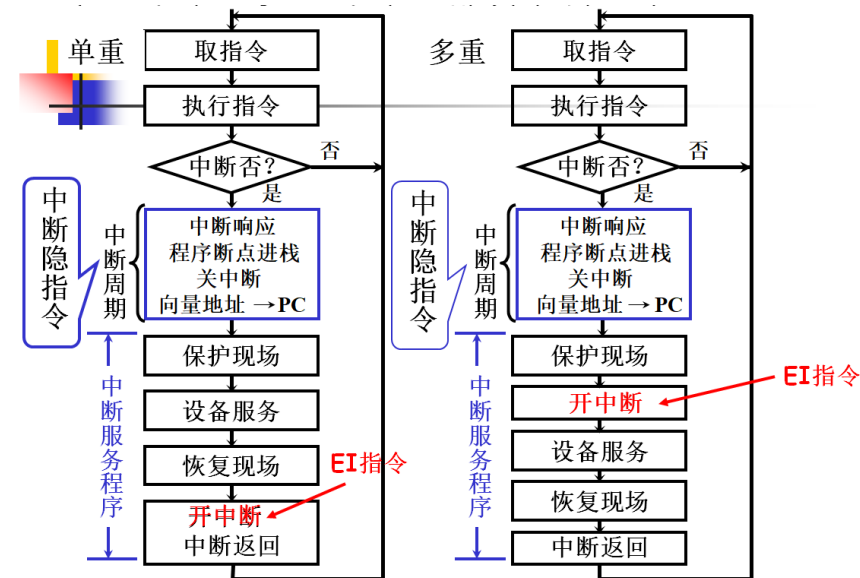 单重
取指令
执行指令
中断否?
否
是
中断隐指令
中断周期
中断响应
程序断点进栈
关中断
向量地址 → PC
中断服务程序
保护现场
设备服务
恢复现场
EI指令
开中断
中断返回
多重
取指令
执行指令
中断否?
否
是
中断隐指令
中断周期
中断响应
程序断点进栈
关中断
向量地址 → PC
中断服务程序
保护现场
EI指令
开中断
设备服务
恢复现场
中断返回